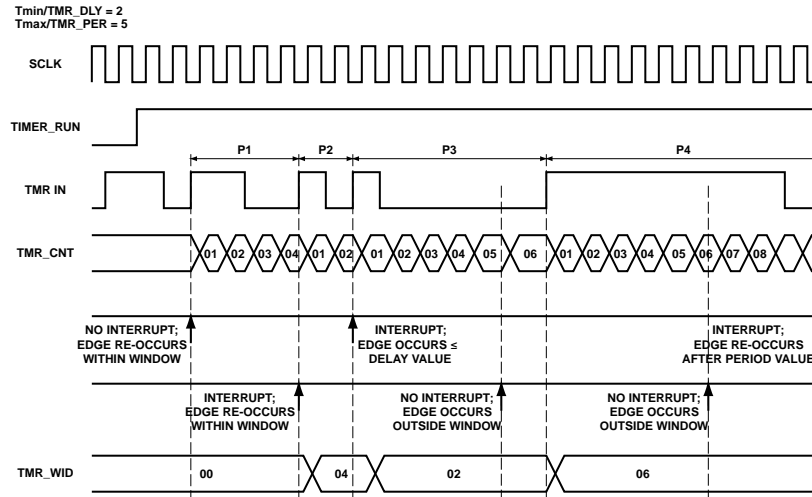 Tmin/TMR_DLY = 2
Tmax/TMR_PER = 5
SCLK
TIMER_RUN
P1 P2 P3 P4
TMR IN
TMR_CNT
01 02 03 04 01 02 01 02 03 04 05 06 01 02 03 04 05 06 07 08
NO INTERRUPT;
EDGE RE-OCCURS
WITHIN WINDOW
INTERRUPT;
EDGE OCCURS ≤
DELAY VALUE
INTERRUPT;
EDGE RE-OCCURS
AFTER PERIOD VALUE
INTERRUPT;
EDGE RE-OCCURS
WITHIN WINDOW
NO INTERRUPT;
EDGE OCCURS
OUTSIDE WINDOW
NO INTERRUPT;
EDGE OCCURS
OUTSIDE WINDOW
TMR_WID
00 04 02 06